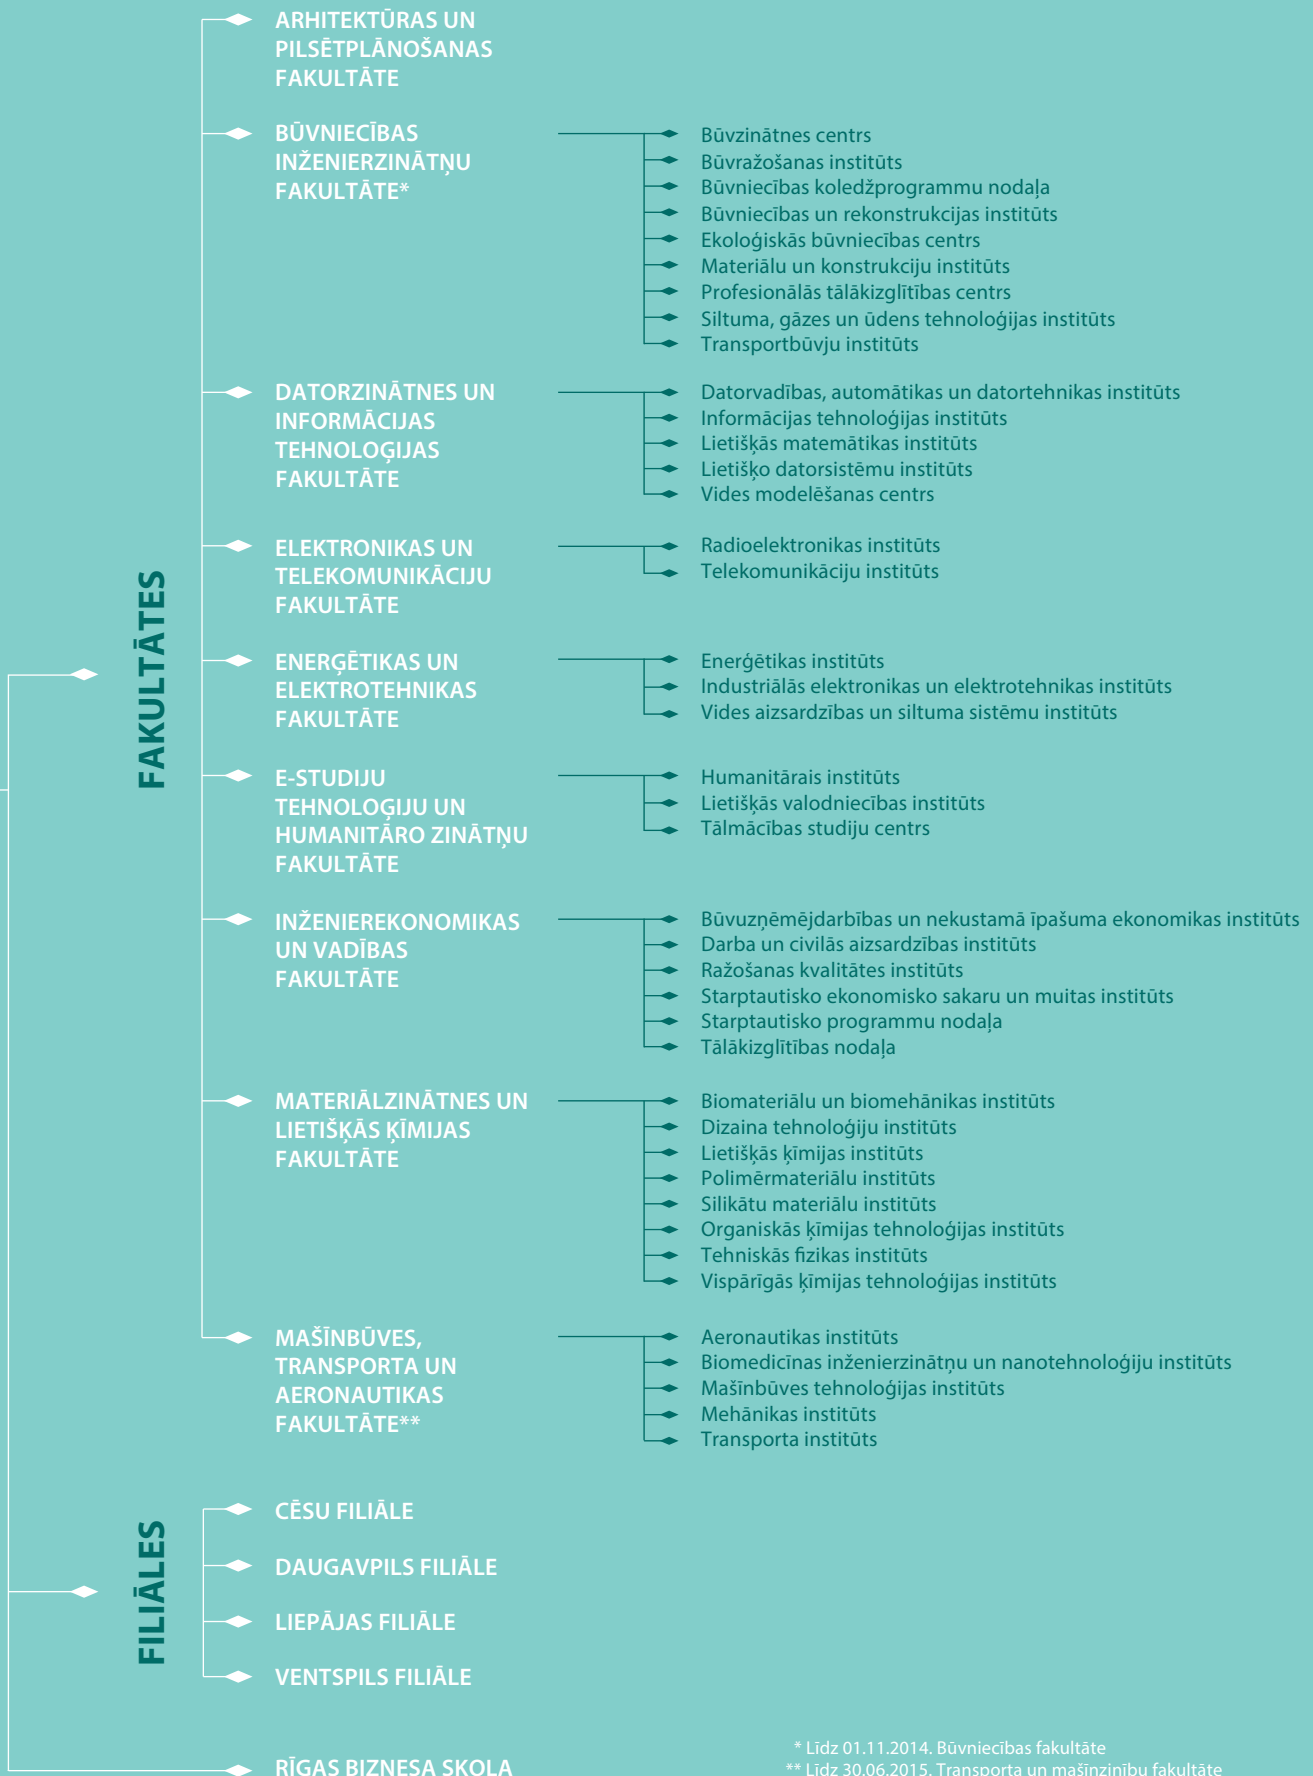 FAKULTĀTES
ARHITEKTŪRAS UN
PILSĒTPLĀNOŠANAS
FAKULTĀTE
BŪVNIECĪBAS
INŽENIERZINĀTŅU
FAKULTĀTE*
Būvzinātnes centrs
Būvražošanas institūts
Būvniecības koledžprogrammu nodaļa
Būvniecības un rekonstrukcijas institūts
Ekoloģiskās būvniecības centrs
Materiālu un konstrukciju institūts
Profesionālās tālākizglītības centrs
Siltuma, gāzes un ūdens tehnoloģijas institūts
Transportbūvju institūts
DATORZINĀTNES UN
INFORMĀCIJAS
TEHNOLOĢIJAS
FAKULTĀTE
Datorvadības, automātikas un datortehnikas institūts
Informācijas tehnoloģijas institūts
Lietišķās matemātikas institūts
Lietišķo datorsistēmu institūts
Vides modelēšanas centrs
ELEKTRONIKAS UN
TELEKOMUNIKĀCIJU
FAKULTĀTE
Radioelektronikas institūts
Telekomunikāciju institūts
ENERĢĒTIKAS UN
ELEKTROTEHNIKAS
FAKULTĀTE
Enerģētikas institūts
Industriālās elektronikas un elektrotehnikas institūts
Vides aizsardzības un siltuma sistēmu institūts
E-STUDIJU
TEHNOLOĢIJU UN
HUMANITĀRO ZINĀTŅU
FAKULTĀTE
Humanitārais institūts
Lietišķās valodniecības institūts
Tālmācības studiju centrs
INŽENIEREKONOMIKAS
UN VADĪBAS
FAKULTĀTE
Būvuzņēmējdarbības un nekustamā īpašuma ekonomikas institūts
Darba un civilās aizsardzības institūts
Ražošanas kvalitātes institūts
Starptautisko ekonomisko sakaru un muitas institūts
Starptautisko programmu nodaļa
Tālākizglītības nodaļa
MATERIĀLZINĀTNES UN
LIETIŠĶĀS ĶĪMIJAS
FAKULTĀTE
Biomateriālu un biomehānikas institūts
Dizaina tehnoloģiju institūts
Lietišķās ķīmijas institūts
Polimērmateriālu institūts
Silikātu materiālu institūts
Organiskās ķīmijas tehnoloģijas institūts
Tehniskās fizikas institūts
Vispārīgās ķīmijas tehnoloģijas institūts
MAŠĪNBŪVES,
TRANSPORTA UN
AERONAUTIKAS
FAKULTĀTE**
Aeronautikas institūts
Biomedicīnas inženierzinātņu un nanotehnoloģiju institūts
Mašīnbūves tehnoloģijas institūts
Mehānikas institūts
Transporta institūts
FILIĀLES
CĒSU FILIĀLE
DAUGAVPILS FILIĀLE
LIEPĀJAS FILIĀLE
VENTSPILS FILIĀLE
RĪGAS BIZNESA SKOLA
* Līdz 01.11.2014. Būvniecības fakultāte
** Līdz 30.06.2015. Transporta un mašīnzinību fakultāte